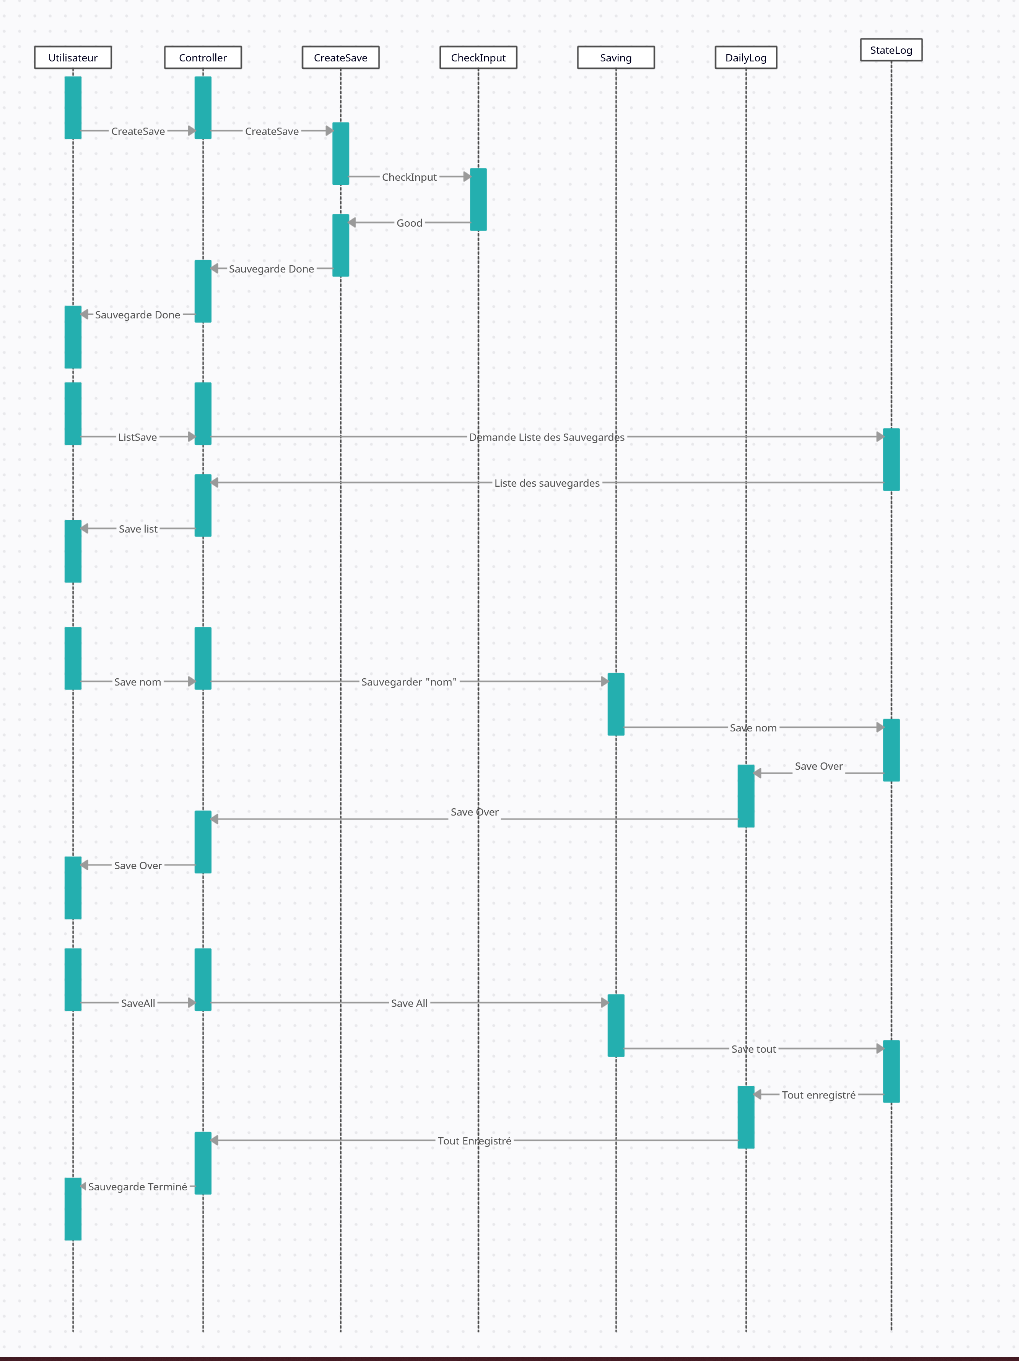 Utilisateur
Controller
CreateSave
CheckInput
Saving
DailyLog
StateLog
CreateSave
CreateSave
CheckInput
Good
Sauvegarde Done
Sauvegarde Done
ListSave
Demande Liste des Sauvegardes
Liste des sauvegardes
Save list
Save nom
Sauvegarder "nom"
Save nom
Save Over
Save Over
Save Over
SaveAll
Save All
Save tout
Tout enregistré
Tout Enregistré
Sauvegarde Terminé